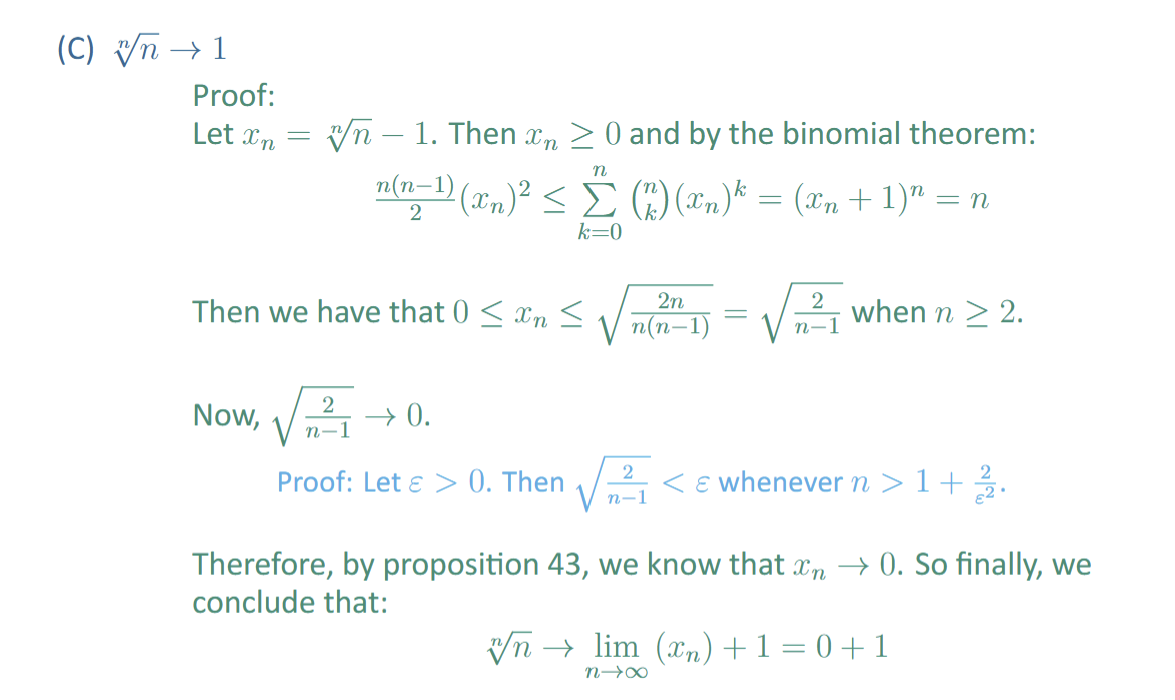 (C) $\sqrt[n]{n} \to 1$
Proof:
Let $x_n = \sqrt[n]{n} - 1$. Then $x_n \geq 0$ and by the binomial theorem:
$\frac{n(n-1)}{2}(x_n)^2 \leq \sum\limits_{k=0}^{n} \binom{n}{k}(x_n)^k = (x_n + 1)^n = n$
Then we have that $0 \leq x_n \leq \sqrt{\frac{2n}{n(n-1)}} = \sqrt{\frac{2}{n-1}}$ when $n \geq 2$.
Now, $\sqrt{\frac{2}{n-1}} \to 0$.
Proof: Let $\varepsilon > 0$. Then $\sqrt{\frac{2}{n-1}} < \varepsilon$ whenever $n > 1 + \frac{2}{\varepsilon^2}$.
Therefore, by proposition 43, we know that $x_n \to 0$. So finally, we
conclude that:
$\sqrt[n]{n} \to \lim\limits_{n\to\infty} (x_n) + 1 = 0 + 1$